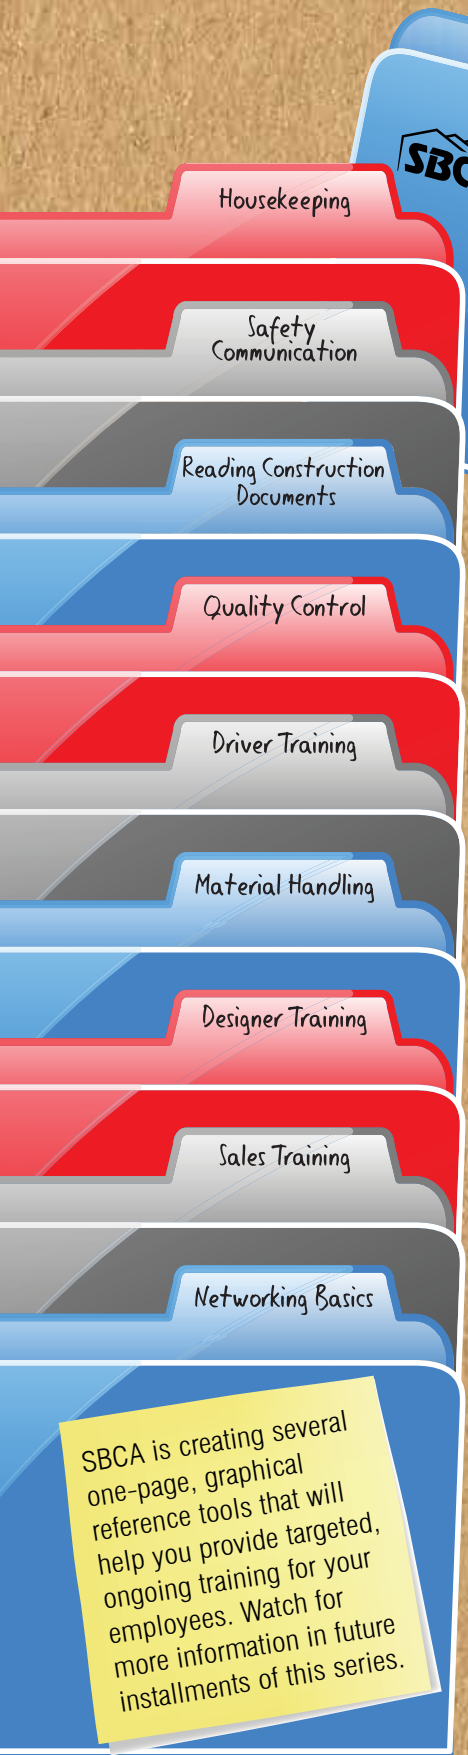 Housekeeping
Safety
Communication
Reading Construction
Documents
Quality Control
Driver Training
Material Handling
Designer Training
Sales Training
Networking Basics
SBCA is creating several
one-page, graphical
reference tools that will
help you provide targeted,
ongoing training for your
employees. Watch for
more information in future
installments of this series.